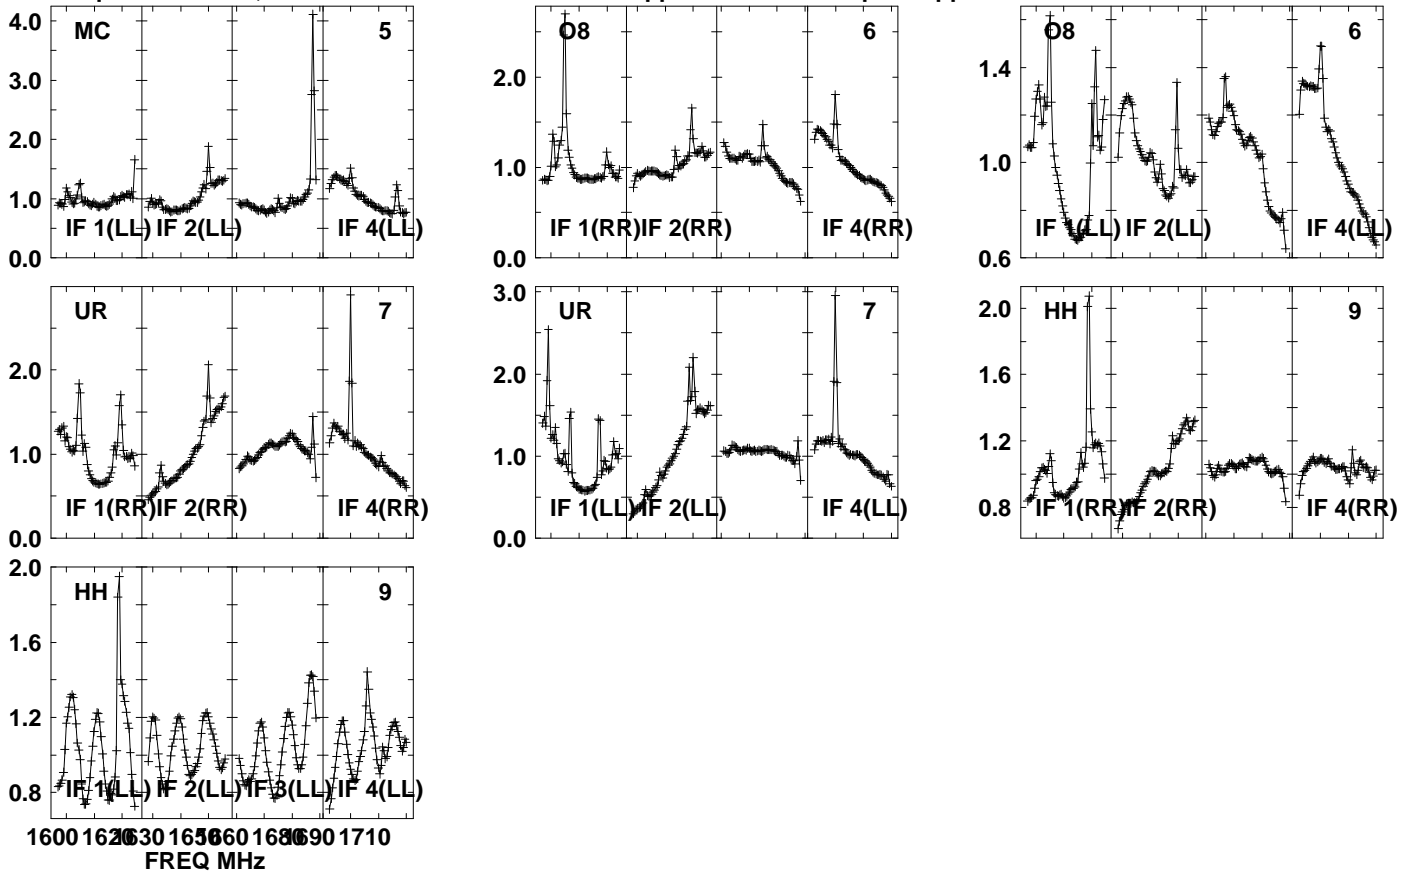 MC 5
4.0
3.0
2.0
1.0
0.0
IF 1(LL) IF 2(LL) IF 4(LL)
O8 6
2.0
1.0
0.0
IF 1(RR) IF 2(RR) IF 4(RR)
O8 6
1.4
1.0
0.6
IF 1(LL) IF 2(LL) IF 4(LL)
UR 7
2.0
1.0
0.0
IF 1(RR) IF 2(RR) IF 4(RR)
UR 7
3.0
2.0
1.0
0.0
IF 1(LL) IF 2(LL) IF 4(LL)
HH 9
2.0
1.6
1.2
0.8
IF 1(RR) IF 2(RR) IF 4(RR)
HH 9
2.0
1.6
1.2
0.8
IF 1(LL) IF 2(LL) IF 3(LL) IF 4(LL)
1600 1620 1630 1650 1660 1680 1690 1710
FREQ MHz